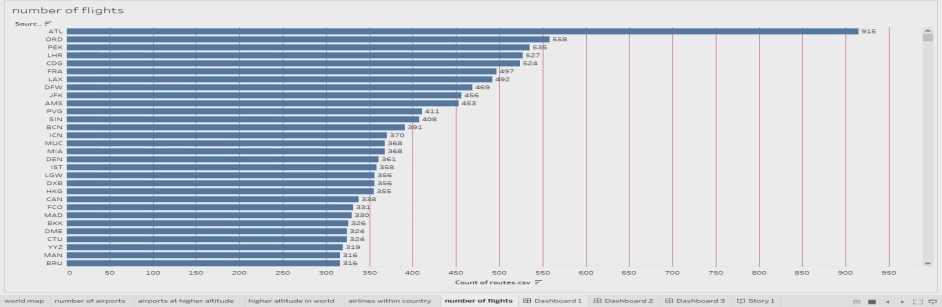 number of flights
Sourc..
ATL 915
ORD 558
PEK 535
LHR 527
CDG 524
FRA 497
LAX 492
DFW 469
JFK 456
AMS 453
PVG 411
SIN 408
BCN 391
ICN 370
MUC 368
MIA 368
DEN 361
IST 358
LGW 356
DXB 356
HKG 355
CAN 338
FCO 331
MAD 330
BKK 326
DME 324
CTU 324
YYZ 319
MAN 316
BRU 316
0 50 100 150 200 250 300 350 400 450 500 550 600 650 700 750 800 850 900 950
Count of routes.csv
world map number of airports airports at higher altitude higher altitude in world airlines within country number of flights Dashboard 1 Dashboard 2 Dashboard 3 Story 1